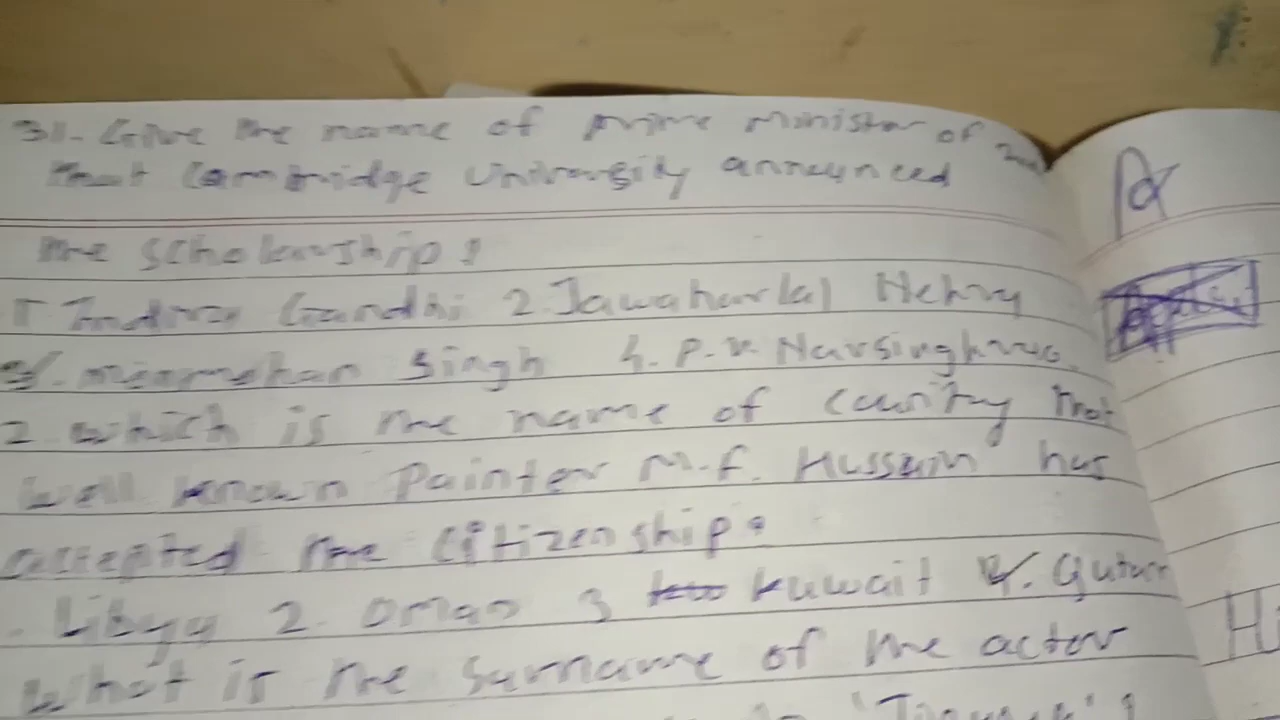 31. Give the name of prime Minister of
that Cambridge University announced
the scholarship?
1 Indira Gandhi 2. Jawaharlal Nehru
3. manmohan Singh 4. P.V. Narsinghrao.
2 which is the name of country that
well known Painter M.F. Hussain has
accepted the Citizenship?
. Libya 2. Oman 3 kuwait 4. Qutarr
What is the surname of the actor